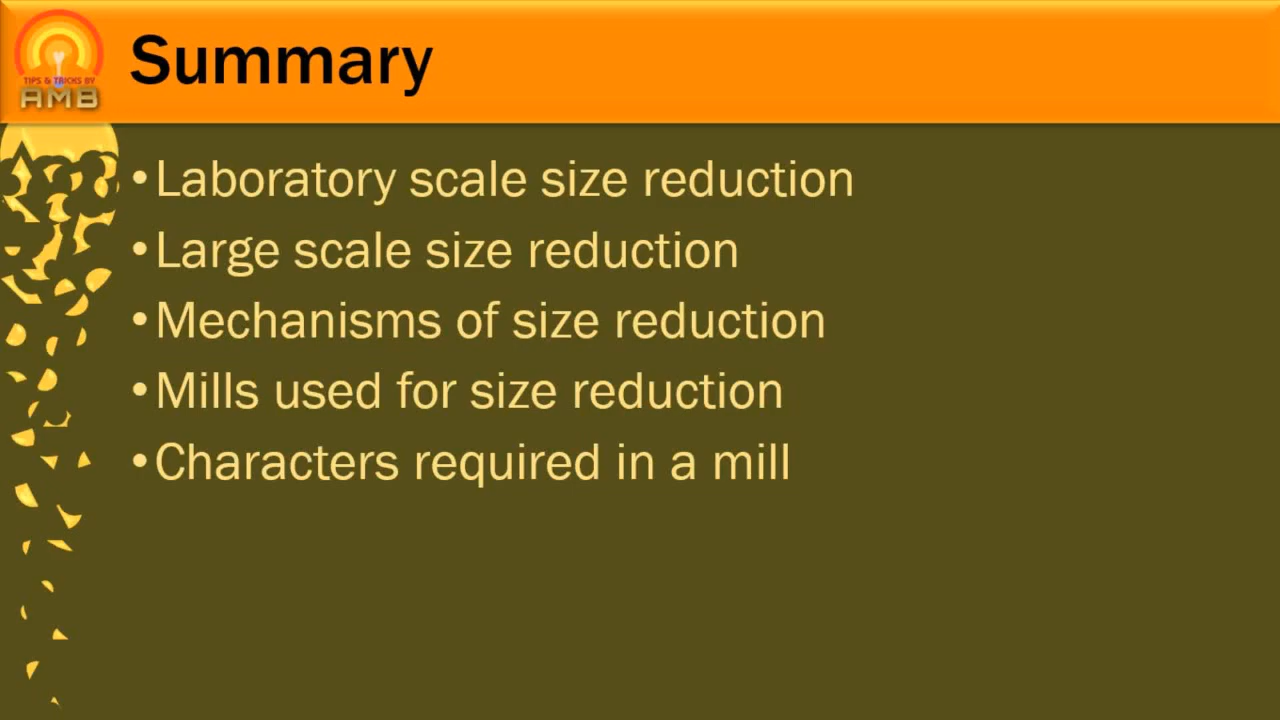 Summary
TIPS & TRICKS BY
AMB
•Laboratory scale size reduction
•Large scale size reduction
•Mechanisms of size reduction
•Mills used for size reduction
•Characters required in a mill